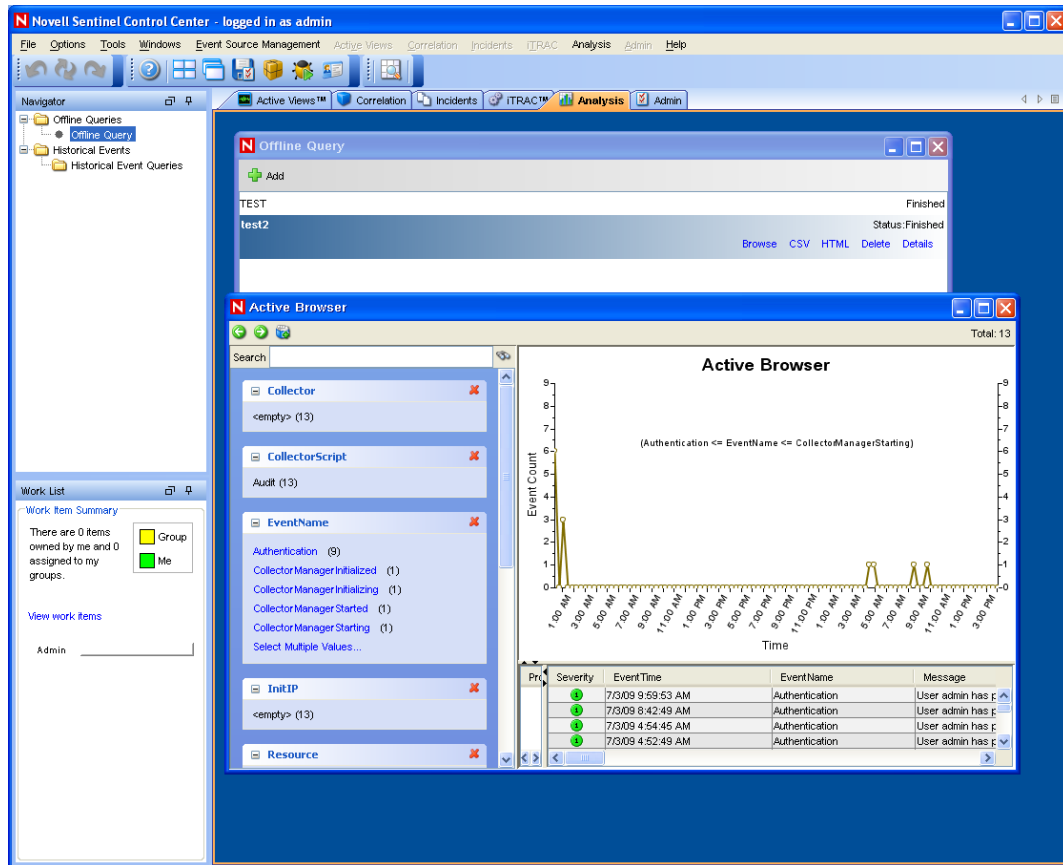 Novell Sentinel Control Center - logged in as admin
File Options Tools Windows Event Source Management Active Views Correlation Incidents iTRAC Analysis Admin Help
Navigator
Offline Queries
Offline Query
Historical Events
Historical Event Queries
Active Views™ Correlation Incidents iTRAC™ Analysis Admin
Offline Query
Add
TEST Finished
test2 Status:Finished
Browse CSV HTML Delete Details
Active Browser
Total: 13
Search
Collector
<empty> (13)
CollectorScript
Audit (13)
EventName
Authentication (9)
CollectorManagerInitialized (1)
CollectorManagerInitializing (1)
CollectorManagerStarted (1)
CollectorManagerStarting (1)
Select Multiple Values...
InitIP
<empty> (13)
Resource
Active Browser
(Authentication <= EventName <= CollectorManagerStarting)
Event Count
9 9
8 8
7 7
6 6
5 5
4 4
3 3
2 2
1 1
0 0
1:00 AM 3:00 AM 5:00 AM 7:00 AM 9:00 AM 11:00 AM 1:00 PM 3:00 PM 5:00 PM 7:00 PM 9:00 PM 11:00 PM 1:00 AM 3:00 AM 5:00 AM 7:00 AM 9:00 AM 11:00 AM 1:00 PM 3:00 PM
Time
Severity EventTime EventName Message
7/3/09 9:59:53 AM Authentication User admin has p
7/3/09 8:42:49 AM Authentication User admin has p
7/3/09 4:54:45 AM Authentication User admin has p
7/3/09 4:52:49 AM Authentication User admin has p
Work List
Work Item Summary
There are 0 items
owned by me and 0
assigned to my
groups.
Group
Me
View work items
Admin